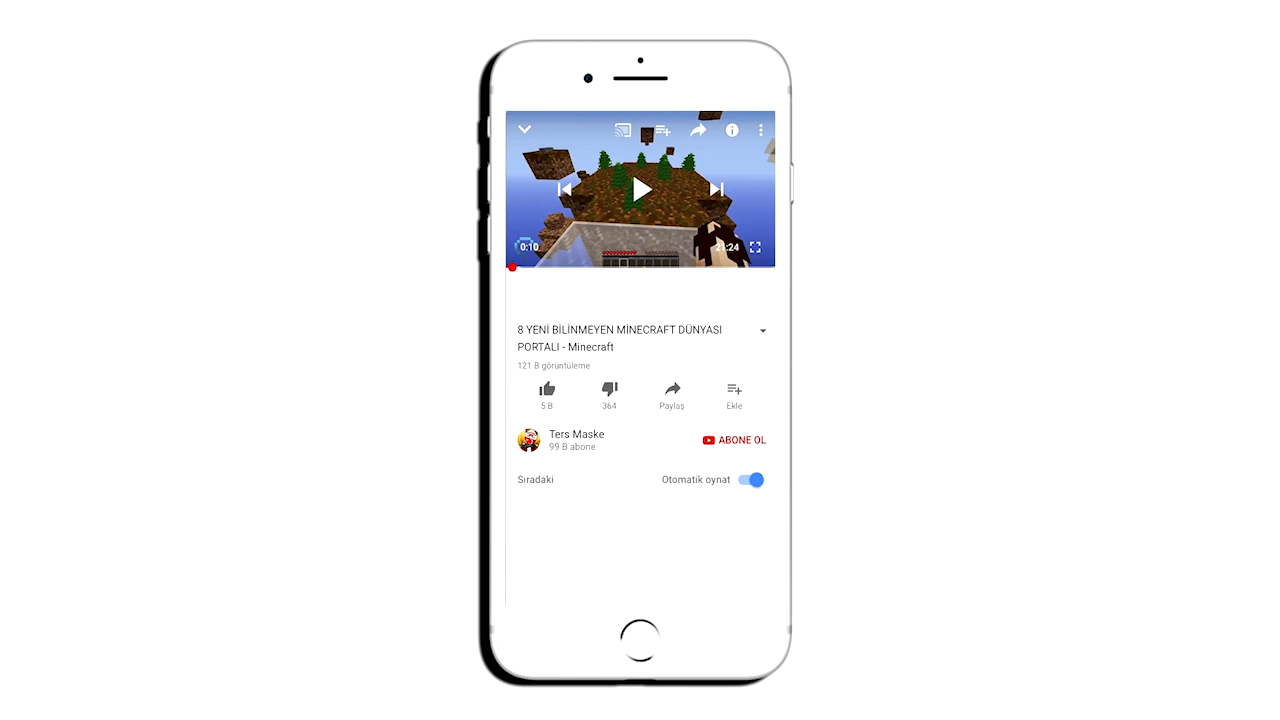 0:10
21:24
8 YENİ BİLİNMEYEN MİNECRAFT DÜNYASI
PORTALI - Minecraft
121 B görüntüleme
5 B
364
Paylaş
Ekle
Ters Maske
99 B abone
ABONE OL
Sıradaki
Otomatik oynat